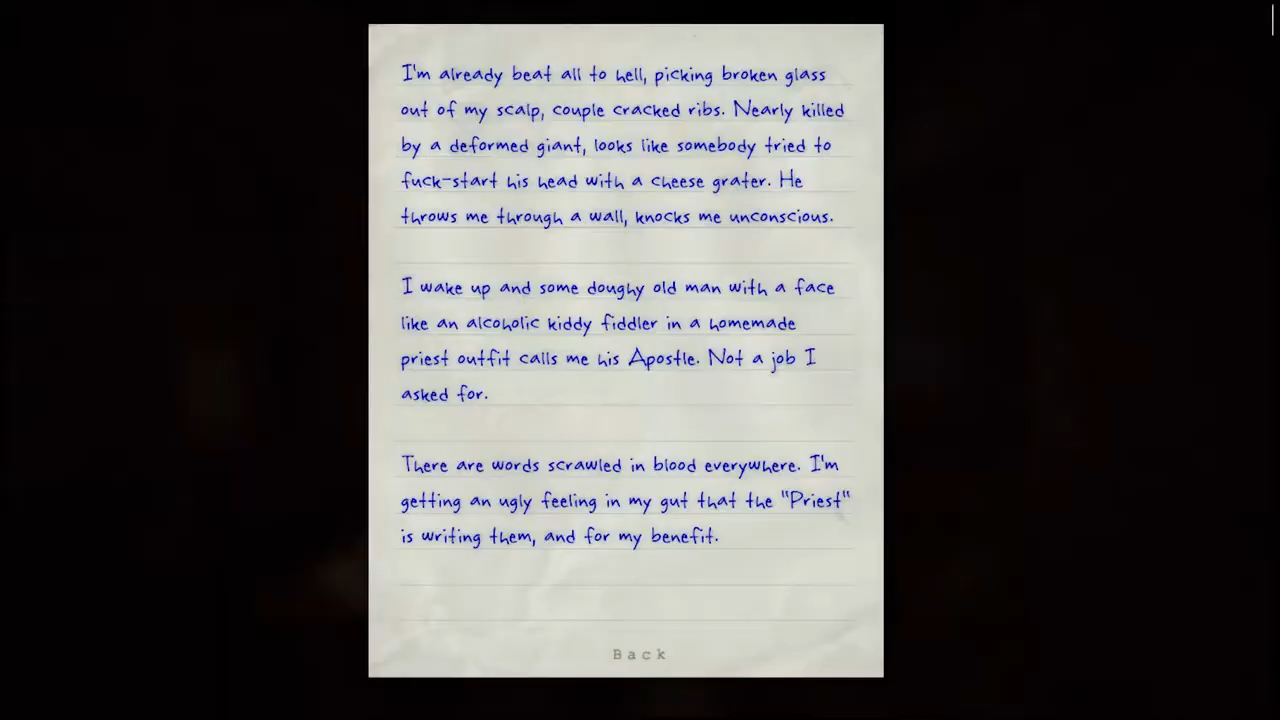 I'm already beat all to hell, picking broken glass
out of my scalp, couple cracked ribs. Nearly killed
by a deformed giant, looks like somebody tried to
fuck-start his head with a cheese grater. He
throws me through a wall, knocks me unconscious.
I wake up and some doughy old man with a face
like an alcoholic kiddy fiddler in a homemade
priest outfit calls me his Apostle. Not a job I
asked for.
There are words scrawled in blood everywhere. I'm
getting an ugly feeling in my gut that the "Priest"
is writing them, and for my benefit.
Back